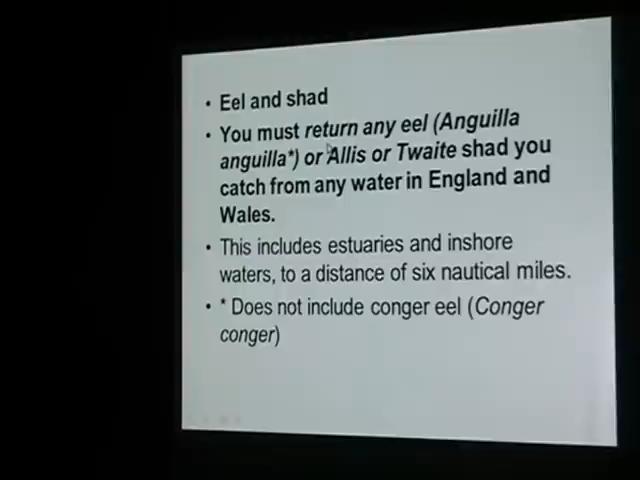 • Eel and shad
• You must return any eel (Anguilla
anguilla*) or Allis or Twaite shad you
catch from any water in England and
Wales.
• This includes estuaries and inshore
waters, to a distance of six nautical miles.
• * Does not include conger eel (Conger
conger)